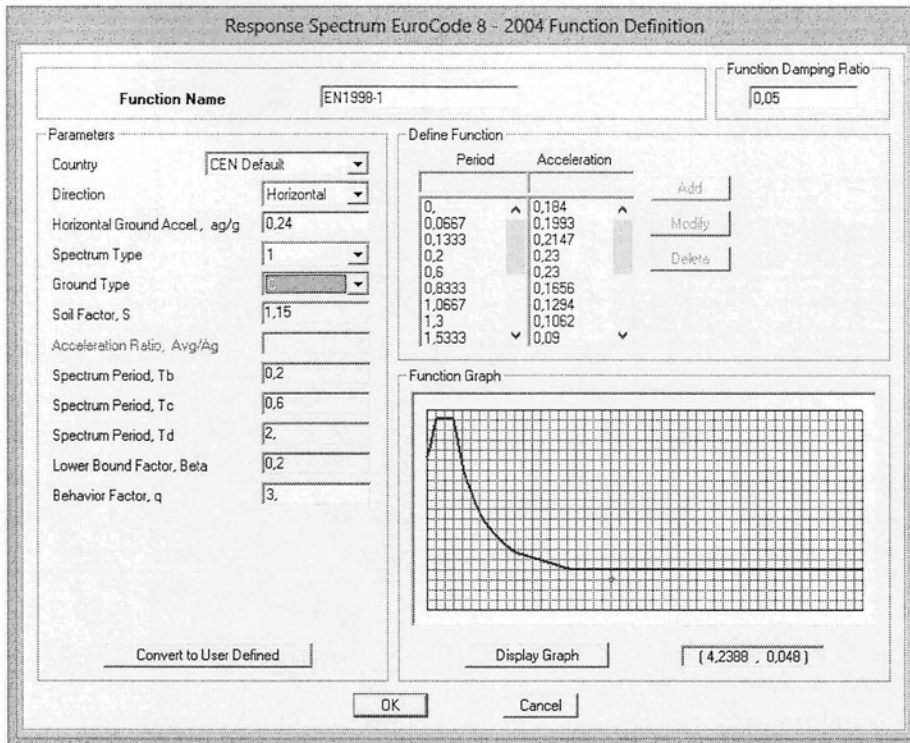 Response Spectrum EuroCode 8 - 2004 Function Definition
Function Name
EN1998-1
Function Damping Ratio
0,05
Parameters
Country
CEN Default
Direction
Horizontal
Horizontal Ground Accel., ag/g
0,24
Spectrum Type
1
Ground Type
C
Soil Factor, S
1,15
Acceleration Ratio, Avg/Ag
Spectrum Period, Tb
0,2
Spectrum Period, Tc
0,6
Spectrum Period, Td
2,
Lower Bound Factor, Beta
0,2
Behavior Factor, q
3,
Convert to User Defined
Define Function
Period Acceleration
0, 0,184
0,0667 0,1993
0,1333 0,2147
0,2 0,23
0,6 0,23
0,8333 0,1656
1,0667 0,1294
1,3 0,1062
1,5333 0,09
Add
Modify
Delete
Function Graph
Display Graph
( 4,2388 , 0,048 )
OK
Cancel